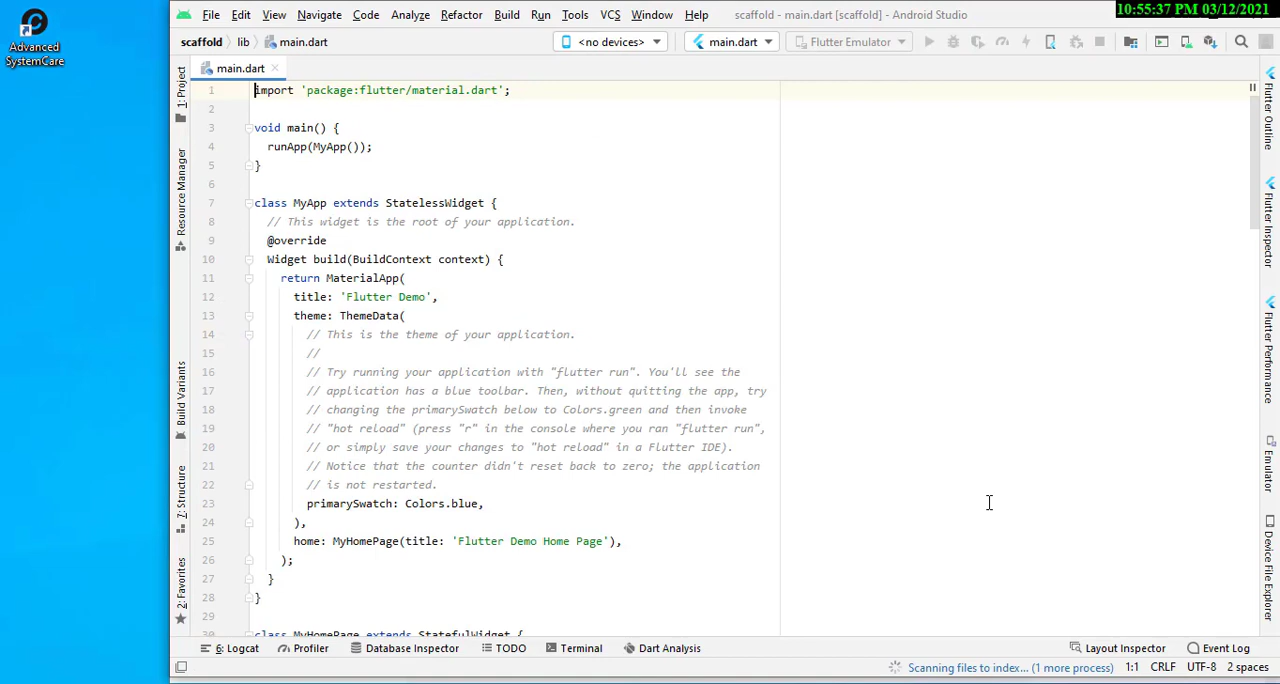 Advanced
SystemCare
File Edit View Navigate Code Analyze Refactor Build Run Tools VCS Window Help scaffold - main.dart [scaffold] - Android Studio
10:55:37 PM 03/12/2021
scaffold lib main.dart <no devices> main.dart Flutter Emulator
main.dart
1 import 'package:flutter/material.dart';
2
3 void main() {
4 runApp(MyApp());
5 }
6
7 class MyApp extends StatelessWidget {
8 // This widget is the root of your application.
9 @override
10 Widget build(BuildContext context) {
11 return MaterialApp(
12 title: 'Flutter Demo',
13 theme: ThemeData(
14 // This is the theme of your application.
15 //
16 // Try running your application with "flutter run". You'll see the
17 // application has a blue toolbar. Then, without quitting the app, try
18 // changing the primarySwatch below to Colors.green and then invoke
19 // "hot reload" (press "r" in the console where you ran "flutter run",
20 // or simply save your changes to "hot reload" in a Flutter IDE).
21 // Notice that the counter didn't reset back to zero; the application
22 // is not restarted.
23 primarySwatch: Colors.blue,
24 ),
25 home: MyHomePage(title: 'Flutter Demo Home Page'),
26 );
27 }
28 }
29
30 class MyHomePage extends StatefulWidget {
1: Project
Resource Manager
Build Variants
7: Structure
2: Favorites
Flutter Outline
Flutter Inspector
Flutter Performance
Emulator
Device File Explorer
6: Logcat Profiler Database Inspector TODO Terminal Dart Analysis Layout Inspector Event Log
Scanning files to index... (1 more process) 1:1 CRLF UTF-8 2 spaces